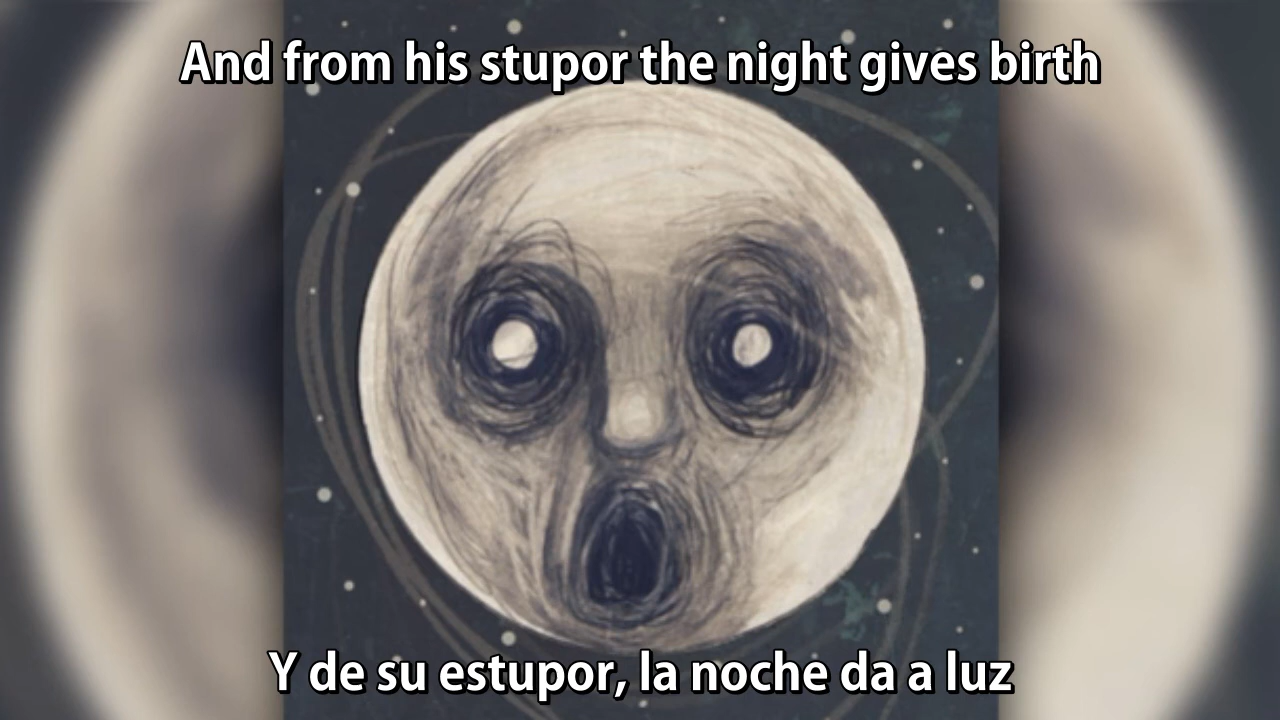 And from his stupor the night gives birth
Y de su estupor, la noche da a luz